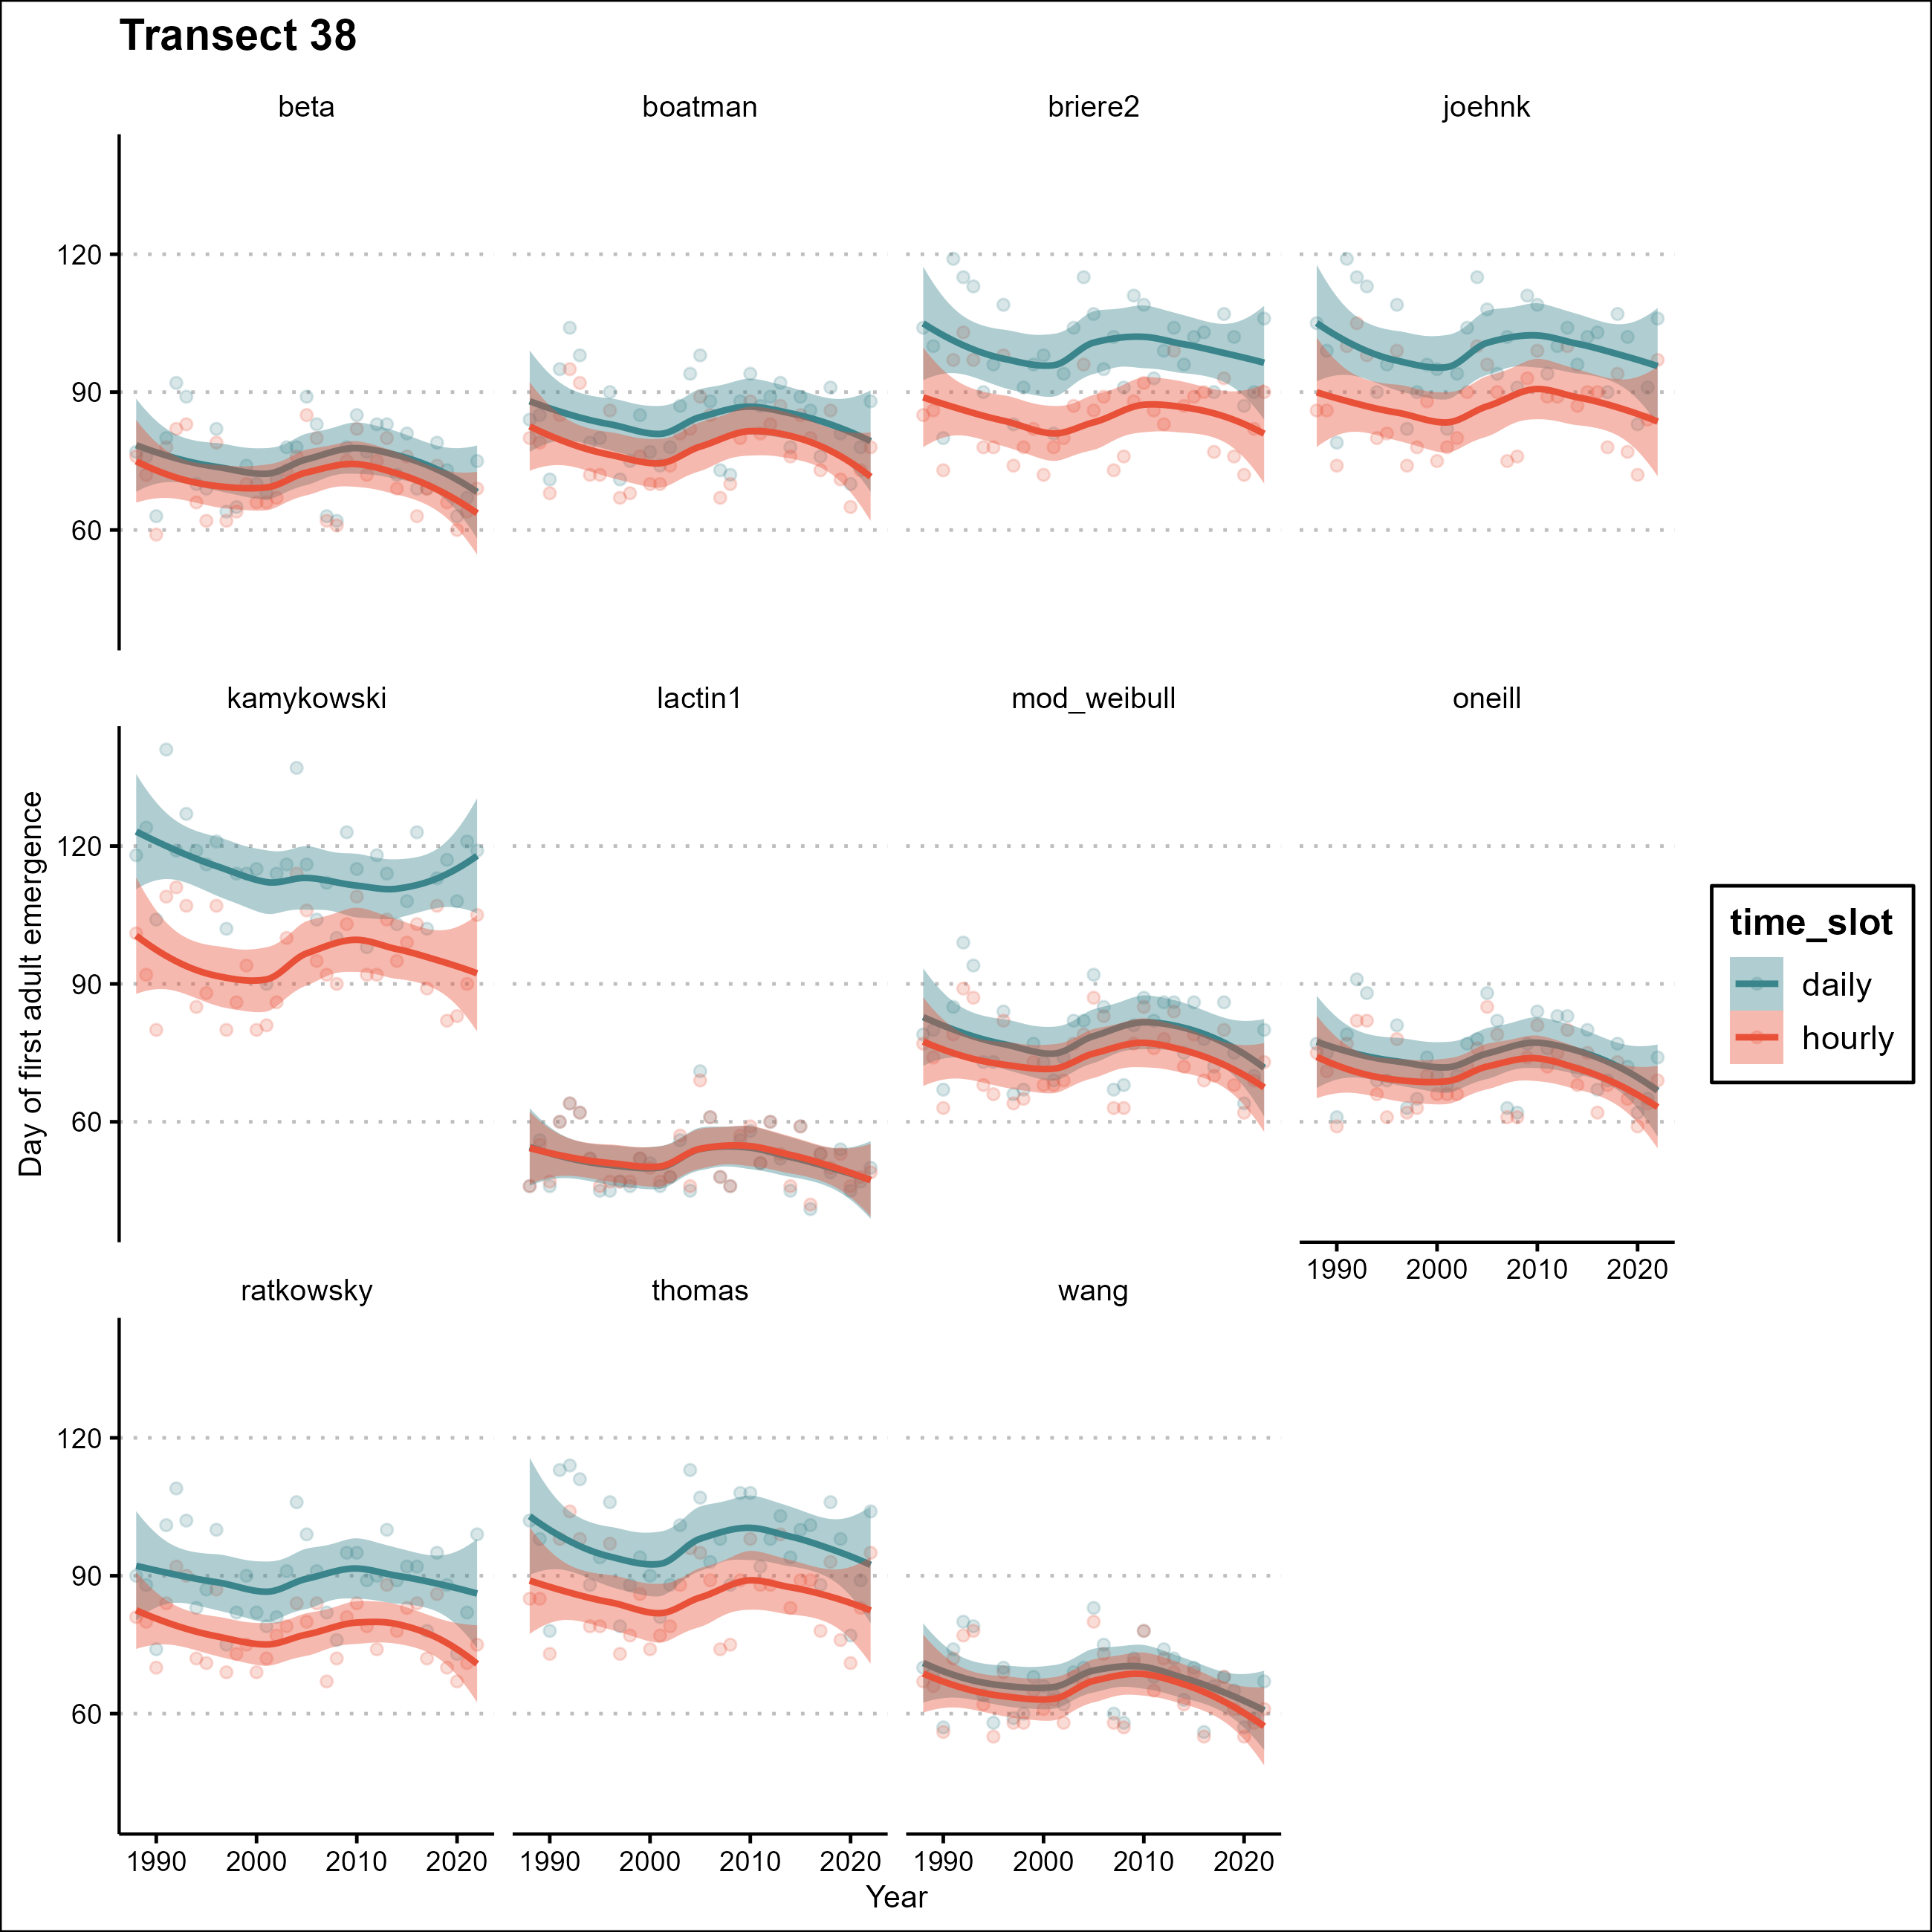 Transect 38
beta
boatman
briere2
joehnk
120
90
60
kamykowski
lactin1
mod_weibull
oneill
120
90
60
1990 2000 2010 2020
ratkowsky
thomas
wang
120
90
60
1990 2000 2010 2020
1990 2000 2010 2020
1990 2000 2010 2020
Year
Day of first adult emergence
time_slot
daily
hourly